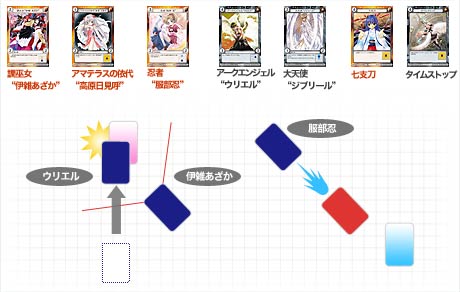 諜巫女
“伊雑あざか”
アマテラスの依代
“高原日見呼”
忍者
“服部忍”
アークエンジェル
“ウリエル”
大天使
“ジブリール”
七支刀
タイムストップ
ウリエル
伊雑あざか
服部忍